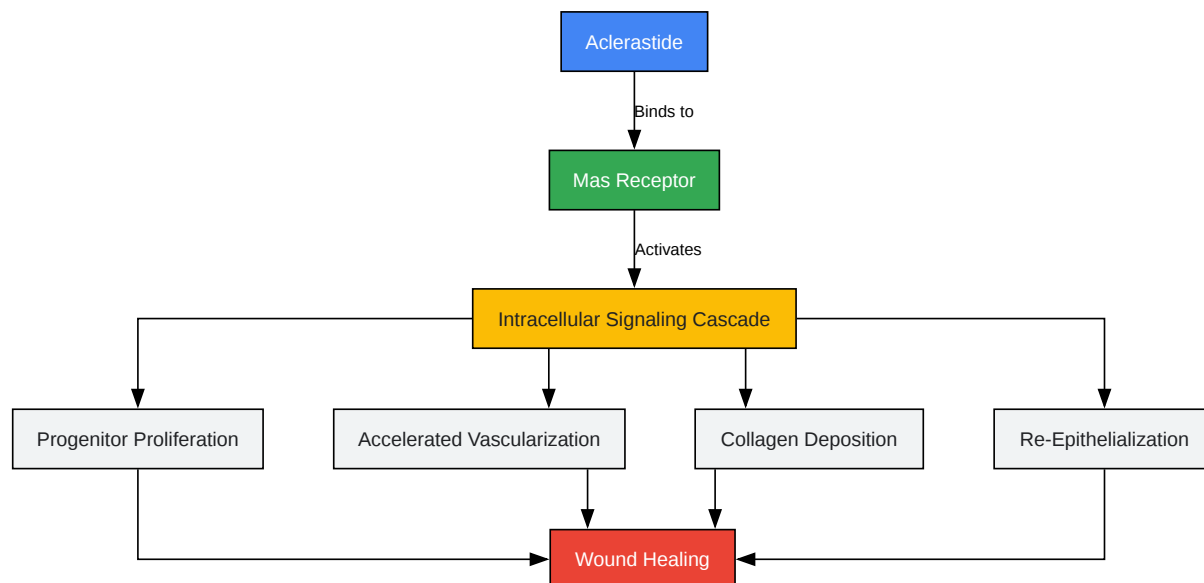 Aclerastide
Binds to
Mas Receptor
Activates
Intracellular Signaling Cascade
Progenitor Proliferation
Accelerated Vascularization
Collagen Deposition
Re-Epithelialization
Wound Healing